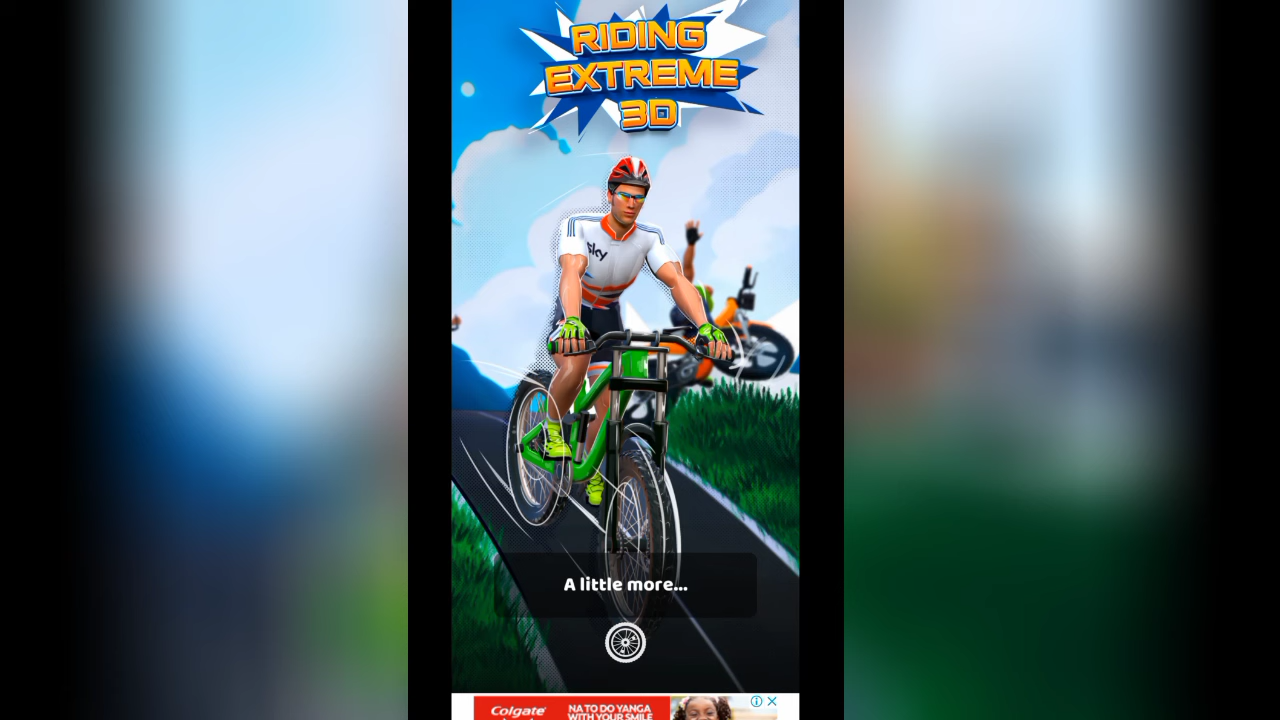 RIDING
EXTREME
3D
sky
A little more...
Colgate
NA TO DO YANGA
WITH YOUR SMILE